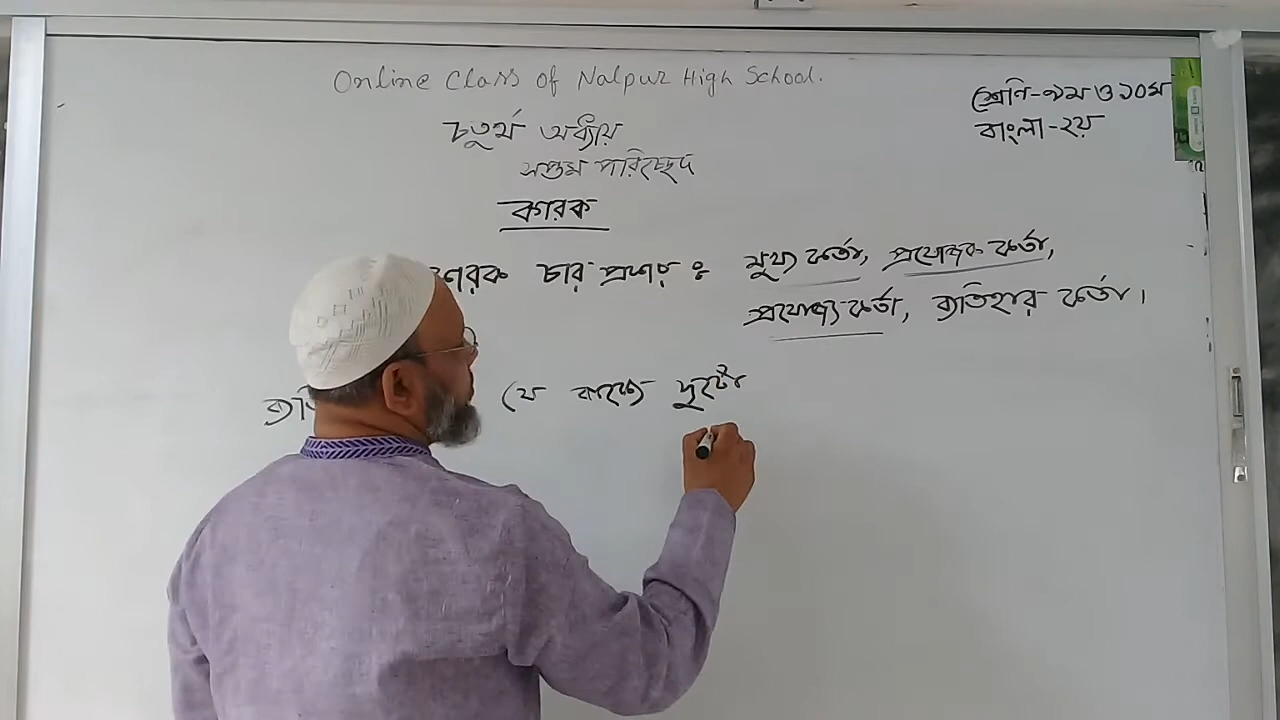 Online Class of Nalpur High School.
শ্রেণি-৯ম ও ১০ম
বাংলা-২য়
চতুর্থ অধ্যায়
সপ্তম পরিচ্ছেদ
কারক
চার প্রকার ঃ মুখ্য কর্তা, প্রযোজক কর্তা,
প্রযোজ্য কর্তা, ব্যতিহার কর্তা।
যে বাক্যে দুটো